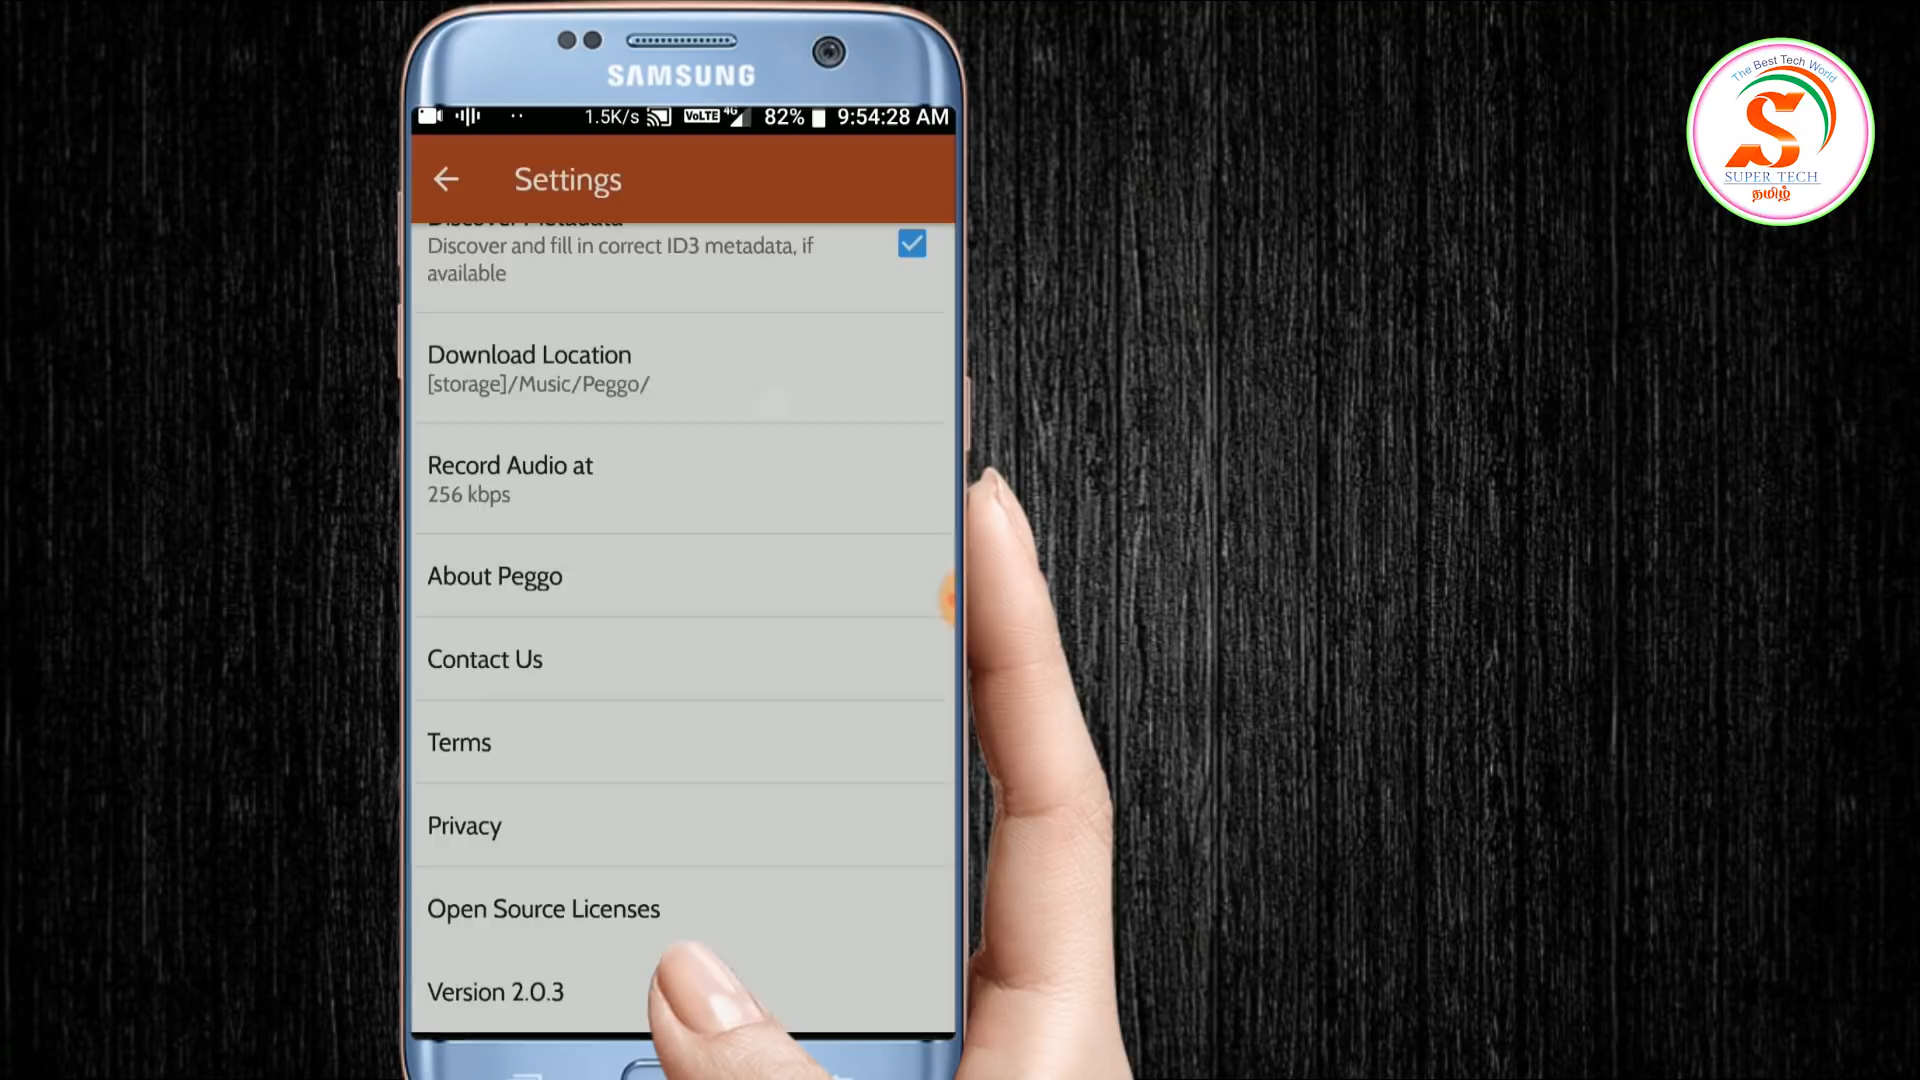 SAMSUNG
1.5K/s VoLTE 4G 82% 9:54:28 AM
Settings
Discover Metadata
Discover and fill in correct ID3 metadata, if
available
Download Location
[storage]/Music/Peggo/
Record Audio at
256 kbps
About Peggo
Contact Us
Terms
Privacy
Open Source Licenses
Version 2.0.3
The Best Tech World
S
SUPER TECH
தமிழ்